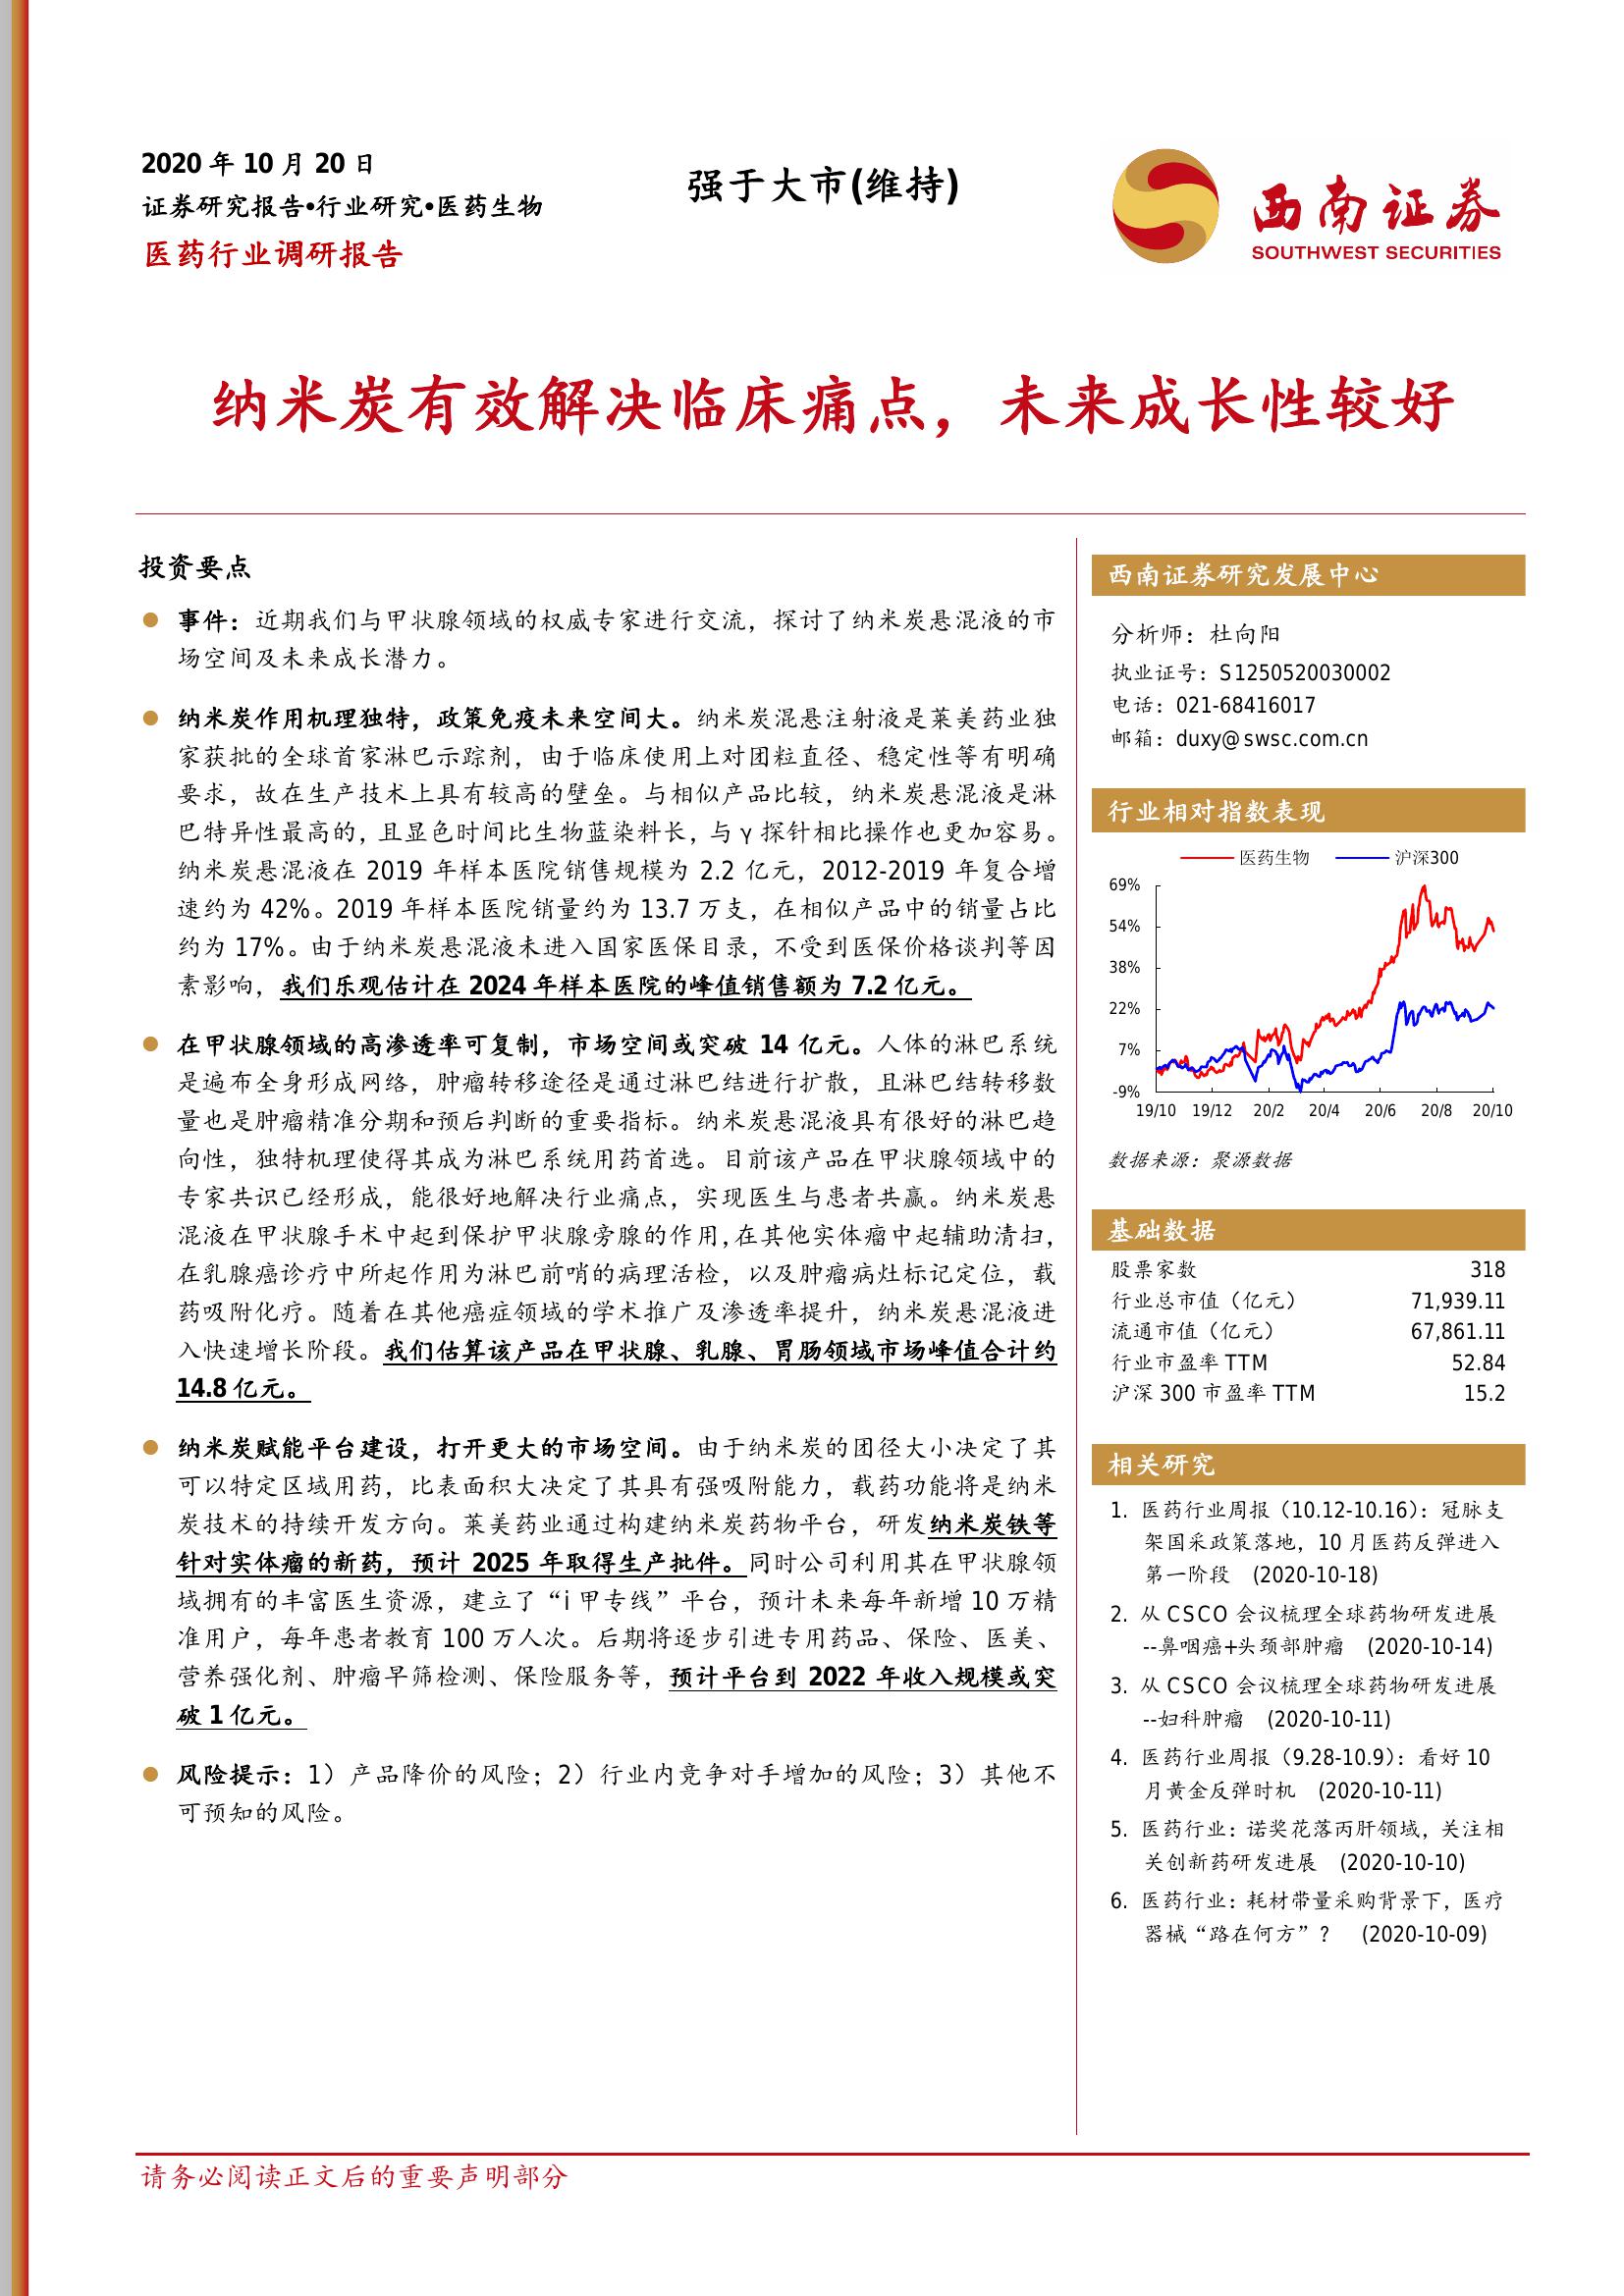 2020 年 10 月 20 日
证券研究报告•行业研究•医药生物
医药行业调研报告
强于大市(维持)
西南证券
SOUTHWEST SECURITIES
纳米炭有效解决临床痛点，未来成长性较好
投资要点
事件：近期我们与甲状腺领域的权威专家进行交流，探讨了纳米炭悬混液的市
场空间及未来成长潜力。
纳米炭作用机理独特，政策免疫未来空间大。纳米炭混悬注射液是莱美药业独
家获批的全球首家淋巴示踪剂，由于临床使用上对团粒直径、稳定性等有明确
要求，故在生产技术上具有较高的壁垒。与相似产品比较，纳米炭悬混液是淋
巴特异性最高的，且显色时间比生物蓝染料长，与 γ 探针相比操作也更加容易。
纳米炭悬混液在 2019 年样本医院销售规模为 2.2 亿元，2012-2019 年复合增
速约为 42%。2019 年样本医院销量约为 13.7 万支，在相似产品中的销量占比
约为 17%。由于纳米炭悬混液未进入国家医保目录，不受到医保价格谈判等因
素影响，我们乐观估计在 2024 年样本医院的峰值销售额为 7.2 亿元。
在甲状腺领域的高渗透率可复制，市场空间或突破 14 亿元。人体的淋巴系统
是遍布全身形成网络，肿瘤转移途径是通过淋巴结进行扩散，且淋巴结转移数
量也是肿瘤精准分期和预后判断的重要指标。纳米炭悬混液具有很好的淋巴趋
向性，独特机理使得其成为淋巴系统用药首选。目前该产品在甲状腺领域中的
专家共识已经形成，能很好地解决行业痛点，实现医生与患者共赢。纳米炭悬
混液在甲状腺手术中起到保护甲状腺旁腺的作用，在其他实体瘤中起辅助清扫，
在乳腺癌诊疗中所起作用为淋巴前哨的病理活检，以及肿瘤病灶标记定位，载
药吸附化疗。随着在其他癌症领域的学术推广及渗透率提升，纳米炭悬混液进
入快速增长阶段。我们估算该产品在甲状腺、乳腺、胃肠领域市场峰值合计约
14.8 亿元。
纳米炭赋能平台建设，打开更大的市场空间。由于纳米炭的团径大小决定了其
可以特定区域用药，比表面积大决定了其具有强吸附能力，载药功能将是纳米
炭技术的持续开发方向。莱美药业通过构建纳米炭药物平台，研发纳米炭铁等
针对实体瘤的新药，预计 2025 年取得生产批件。同时公司利用其在甲状腺领
域拥有的丰富医生资源，建立了“i 甲专线”平台，预计未来每年新增 10 万精
准用户，每年患者教育 100 万人次。后期将逐步引进专用药品、保险、医美、
营养强化剂、肿瘤早筛检测、保险服务等，预计平台到 2022 年收入规模或突
破 1 亿元。
风险提示：1）产品降价的风险；2）行业内竞争对手增加的风险；3）其他不
可预知的风险。
西南证券研究发展中心
分析师：杜向阳
执业证号：S1250520030002
电话：021-68416017
邮箱：duxy@swsc.com.cn
行业相对指数表现
医药生物 沪深300
69%
54%
38%
22%
7%
-9%
19/10 19/12 20/2 20/4 20/6 20/8 20/10
数据来源：聚源数据
基础数据
股票家数 318
行业总市值（亿元） 71,939.11
流通市值（亿元） 67,861.11
行业市盈率 TTM 52.84
沪深 300 市盈率 TTM 15.2
相关研究
1. 医药行业周报（10.12-10.16）：冠脉支
架国采政策落地，10 月医药反弹进入
第一阶段 (2020-10-18)
2. 从 CSCO 会议梳理全球药物研发进展
--鼻咽癌+头颈部肿瘤 (2020-10-14)
3. 从 CSCO 会议梳理全球药物研发进展
--妇科肿瘤 (2020-10-11)
4. 医药行业周报（9.28-10.9）：看好 10
月黄金反弹时机 (2020-10-11)
5. 医药行业：诺奖花落丙肝领域，关注相
关创新药研发进展 (2020-10-10)
6. 医药行业：耗材带量采购背景下，医疗
器械“路在何方”？ (2020-10-09)
请务必阅读正文后的重要声明部分